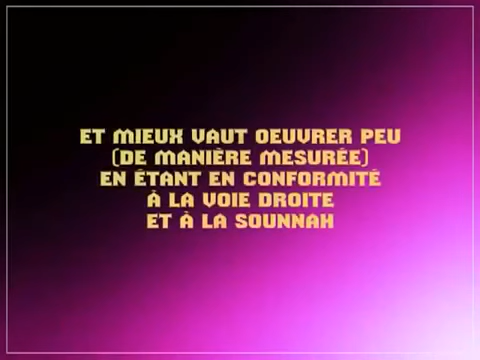 ET MIEUX VAUT OEUVRER PEU
(DE MANIÈRE MESURÉE)
EN ÉTANT EN CONFORMITÉ
À LA VOIE DROITE
ET À LA SOUNNAH